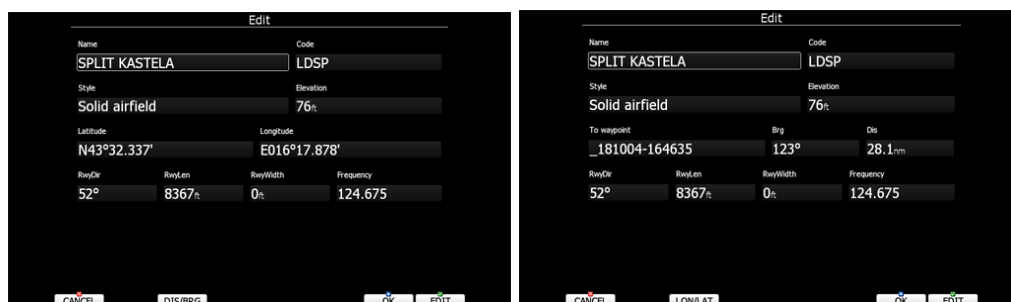 Edit
Name Code
SPLIT KASTELA LDSP
Style Elevation
Solid airfield 76ft
Latitude Longitude
N43°32.337' E016°17.878'
RwyDir RwyLen RwyWidth Frequency
52° 8367ft 0ft 124.675
CANCEL DIS/BRG OK EDIT
Edit
Name Code
SPLIT KASTELA LDSP
Style Elevation
Solid airfield 76ft
To waypoint Brg Dis
_181004-164635 123° 28.1nm
RwyDir RwyLen RwyWidth Frequency
52° 8367ft 0ft 124.675
CANCEL LON/LAT OK EDIT